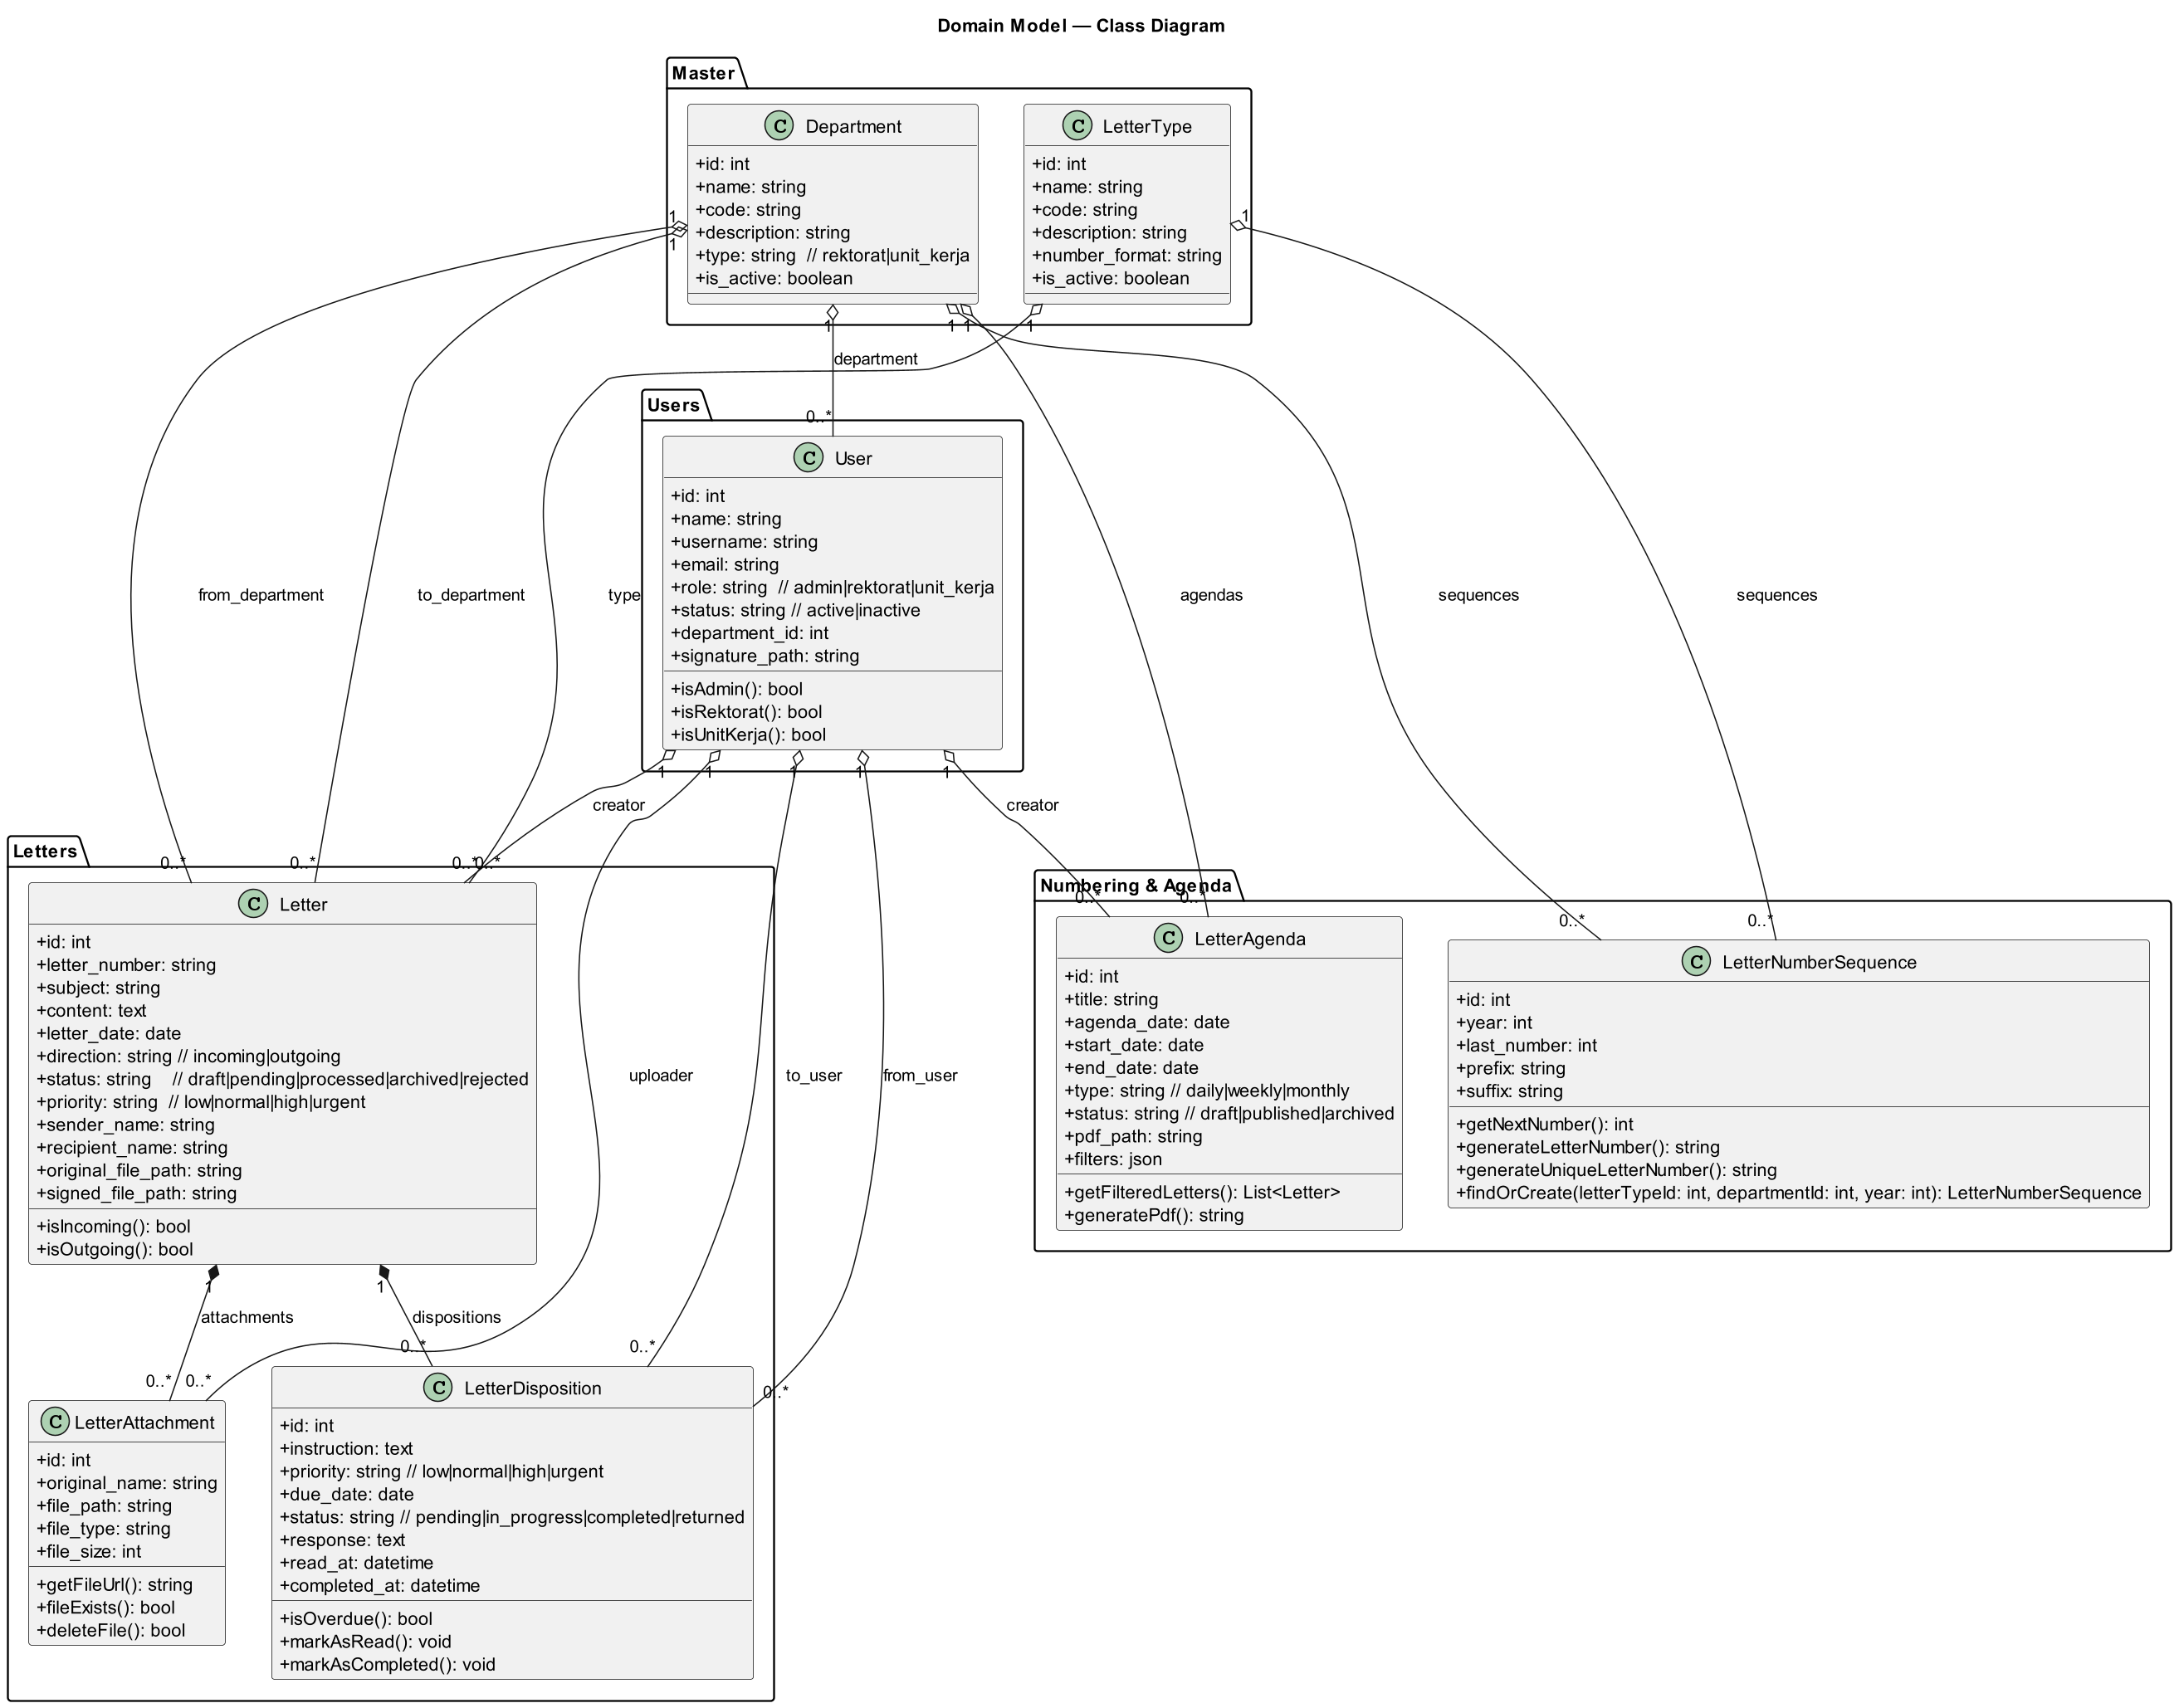 Domain Model — Class Diagram
Master
C Department
+id: int
+name: string
+code: string
+description: string
+type: string  // rektorat|unit_kerja
+is_active: boolean
C LetterType
+id: int
+name: string
+code: string
+description: string
+number_format: string
+is_active: boolean
1
1
1
1
1
1
1
department
0..*
from_department
to_department
type
agendas
sequences
sequences
Users
C User
+id: int
+name: string
+username: string
+email: string
+role: string  // admin|rektorat|unit_kerja
+status: string // active|inactive
+department_id: int
+signature_path: string
+isAdmin(): bool
+isRektorat(): bool
+isUnitKerja(): bool
1
1
1
1
1
creator
creator
uploader
to_user
from_user
0..*
0..*
0..*
0..*
0..*
0..*
0..*
0..*
Letters
C Letter
+id: int
+letter_number: string
+subject: string
+content: text
+letter_date: date
+direction: string // incoming|outgoing
+status: string    // draft|pending|processed|archived|rejected
+priority: string  // low|normal|high|urgent
+sender_name: string
+recipient_name: string
+original_file_path: string
+signed_file_path: string
+isIncoming(): bool
+isOutgoing(): bool
Numbering & Agenda
C LetterAgenda
+id: int
+title: string
+agenda_date: date
+start_date: date
+end_date: date
+type: string // daily|weekly|monthly
+status: string // draft|published|archived
+pdf_path: string
+filters: json
+getFilteredLetters(): List<Letter>
+generatePdf(): string
C LetterNumberSequence
+id: int
+year: int
+last_number: int
+prefix: string
+suffix: string
+getNextNumber(): int
+generateLetterNumber(): string
+generateUniqueLetterNumber(): string
+findOrCreate(letterTypeId: int, departmentId: int, year: int): LetterNumberSequence
1
1
attachments
dispositions
0..*
0..*
0..*
0..*
0..*
C LetterAttachment
+id: int
+original_name: string
+file_path: string
+file_type: string
+file_size: int
+getFileUrl(): string
+fileExists(): bool
+deleteFile(): bool
C LetterDisposition
+id: int
+instruction: text
+priority: string // low|normal|high|urgent
+due_date: date
+status: string // pending|in_progress|completed|returned
+response: text
+read_at: datetime
+completed_at: datetime
+isOverdue(): bool
+markAsRead(): void
+markAsCompleted(): void